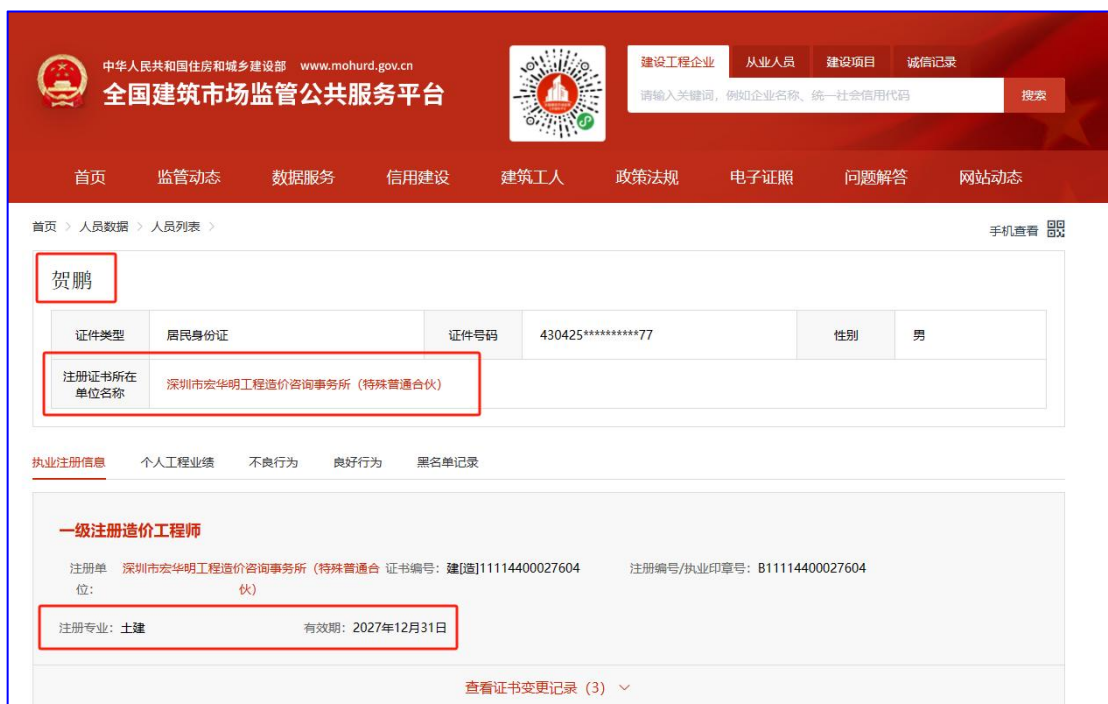 中华人民共和国住房和城乡建设部 www.mohurd.gov.cn
全国建筑市场监管公共服务平台
建设工程企业 从业人员 建设项目 诚信记录
请输入关键词，例如企业名称、统一社会信用代码 搜索
首页 监管动态 数据服务 信用建设 建筑工人 政策法规 电子证照 问题解答 网站动态
首页 > 人员数据 > 人员列表 >
手机查看
贺鹏
证件类型 居民身份证 证件号码 430425**********77 性别 男
注册证书所在
单位名称
深圳市宏华明工程造价咨询事务所（特殊普通合伙）
执业注册信息 个人工程业绩 不良行为 良好行为 黑名单记录
一级注册造价工程师
注册单 深圳市宏华明工程造价咨询事务所（特殊普通合 证书编号：建[造]11114400027604 注册编号/执业印章号：B11114400027604
位： 伙）
注册专业：土建 有效期：2027年12月31日
查看证书变更记录（3）